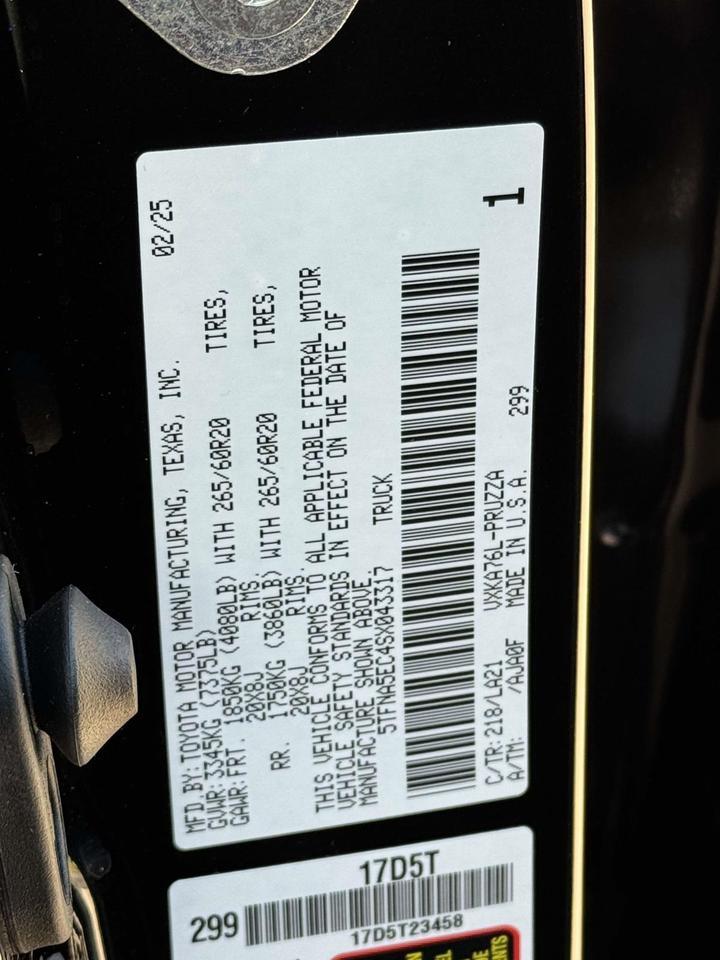 MFD.BY:TOYOTA MOTOR MANUFACTURING, TEXAS, INC. 02/25
GVWR:3345KG (7375LB)
GAWR:FRT. 1850KG (4080LB) WITH 265/60R20 TIRES,
20X8J RIMS.
RR. 1750KG (3860LB) WITH 265/60R20 TIRES,
20X8J RIMS.
THIS VEHICLE CONFORMS TO ALL APPLICABLE FEDERAL MOTOR
VEHICLE SAFETY STANDARDS IN EFFECT ON THE DATE OF
MANUFACTURE SHOWN ABOVE.
5TFNA5EC4SX043317 TRUCK
C/TR:218/LA21 VXKA76L-PRUZZA 299 1
A/TM: /AJA0F MADE IN U.S.A.
17D5T
299
17D5T23458